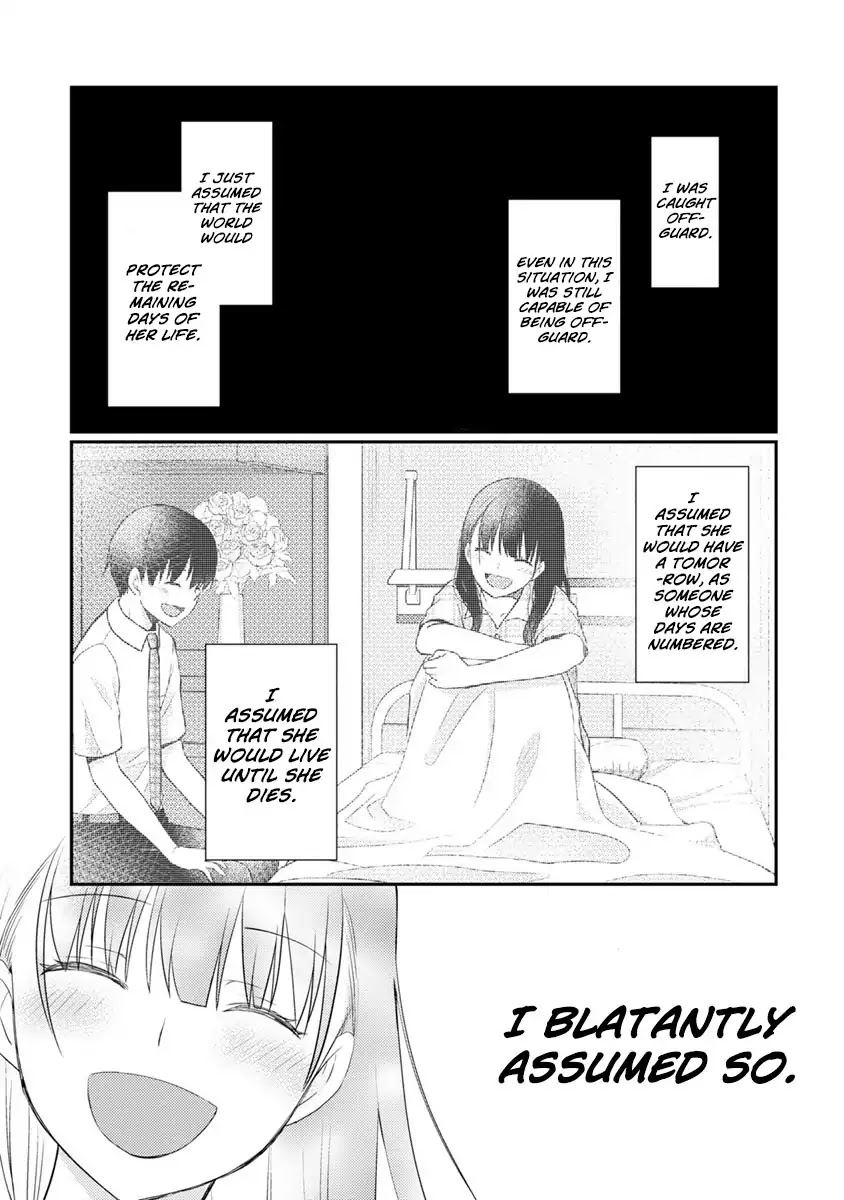 I WAS
CAUGHT
OFF-
GUARD.
EVEN IN THIS
SITUATION, I
WAS STILL
CAPABLE OF
BEING OFF-
GUARD.
I JUST
ASSUMED
THAT THE
WORLD
WOULD
PROTECT
THE RE-
MAINING
DAYS OF
HER LIFE.
I
ASSUMED
THAT SHE
WOULD HAVE
A TOMOR
-ROW, AS
SOMEONE
WHOSE
DAYS ARE
NUMBERED.
I
ASSUMED
THAT SHE
WOULD LIVE
UNTIL SHE
DIES.
I BLATANTLY
ASSUMED SO.